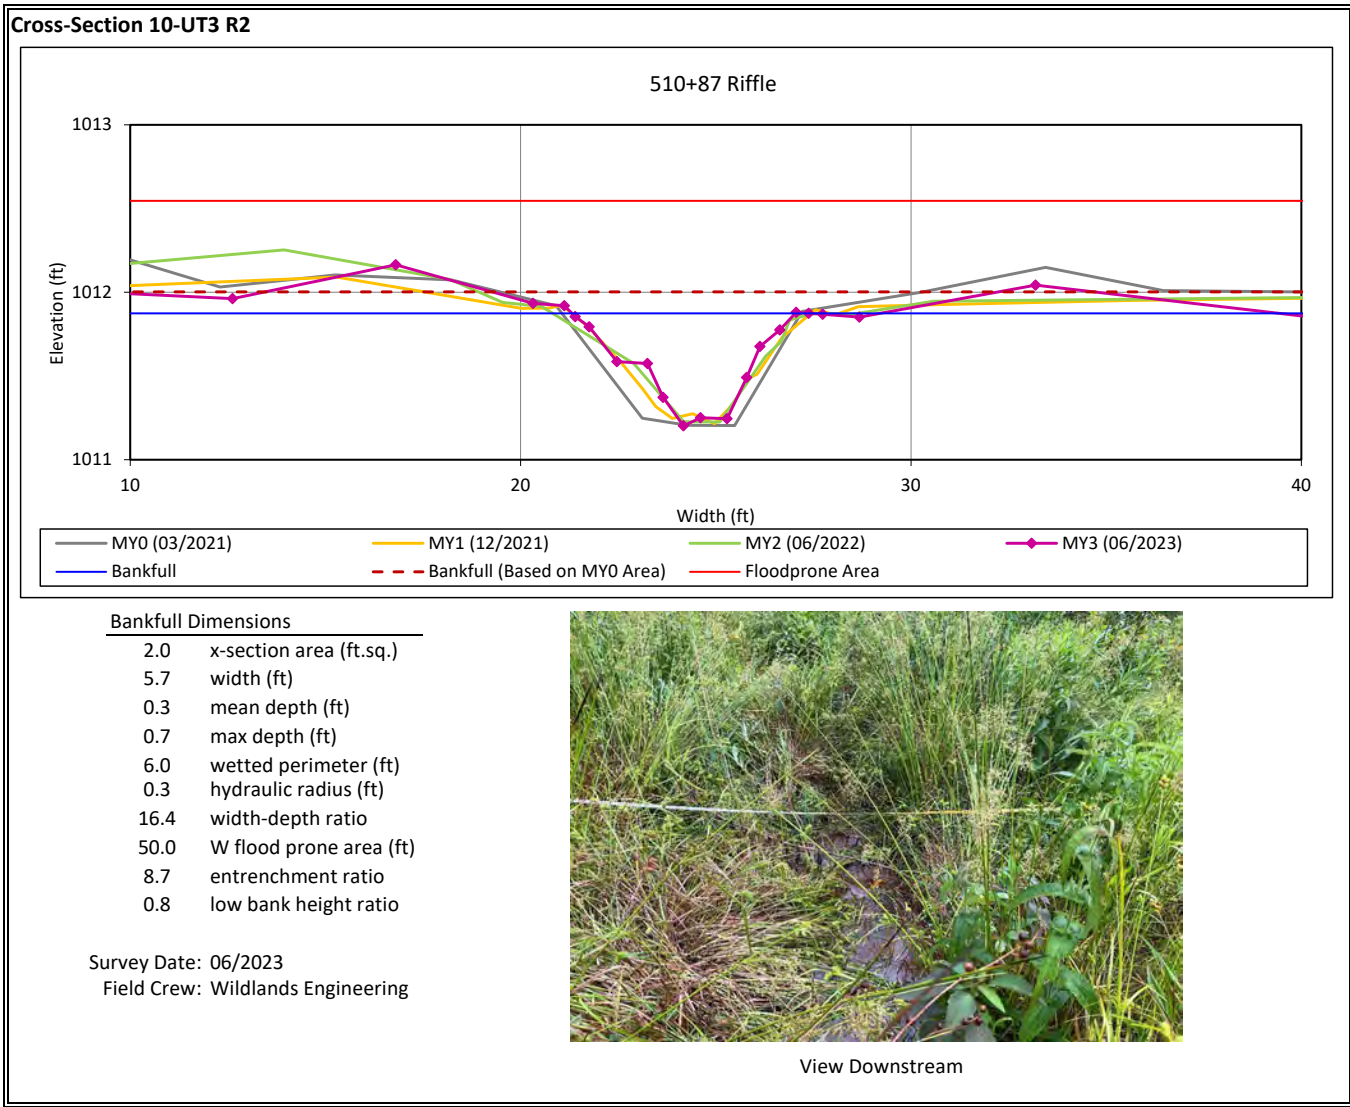 Cross-Section 10-UT3 R2
510+87 Riffle
1013
1012
1011
Elevation (ft)
10 20 30 40
Width (ft)
MY0 (03/2021) MY1 (12/2021) MY2 (06/2022) MY3 (06/2023)
Bankfull Bankfull (Based on MY0 Area) Floodprone Area
Bankfull Dimensions
2.0 x-section area (ft.sq.)
5.7 width (ft)
0.3 mean depth (ft)
0.7 max depth (ft)
6.0 wetted perimeter (ft)
0.3 hydraulic radius (ft)
16.4 width-depth ratio
50.0 W flood prone area (ft)
8.7 entrenchment ratio
0.8 low bank height ratio
Survey Date: 06/2023
Field Crew: Wildlands Engineering
View Downstream